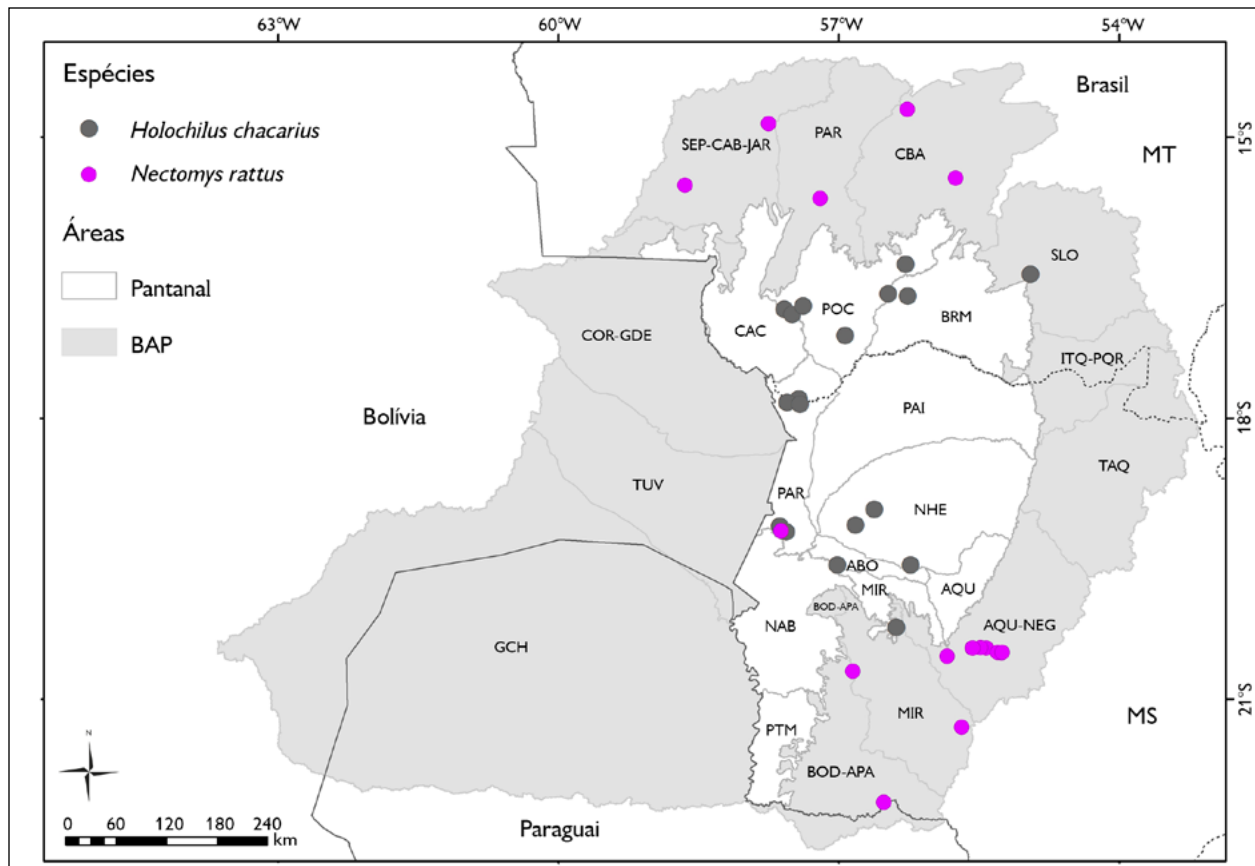 63°W 60°W 57°W 54°W
Espécies
Holochilus chacarius
Nectomys rattus
Áreas
Pantanal
BAP
Brasil
MT
15°S
SEP-CAB-JAR
PAR
CBA
SLO
CAC
POC
BRM
COR-GDE
ITQ-PQR
Bolívia
PAI
18°S
TAQ
TUV
PAR
NHE
ABO
MIR
AQU
BOD-APA
NAB
AQU-NEG
GCH
21°S
MIR
MS
PTM
BOD-APA
N
Paraguai
0 60 120 180 240
km